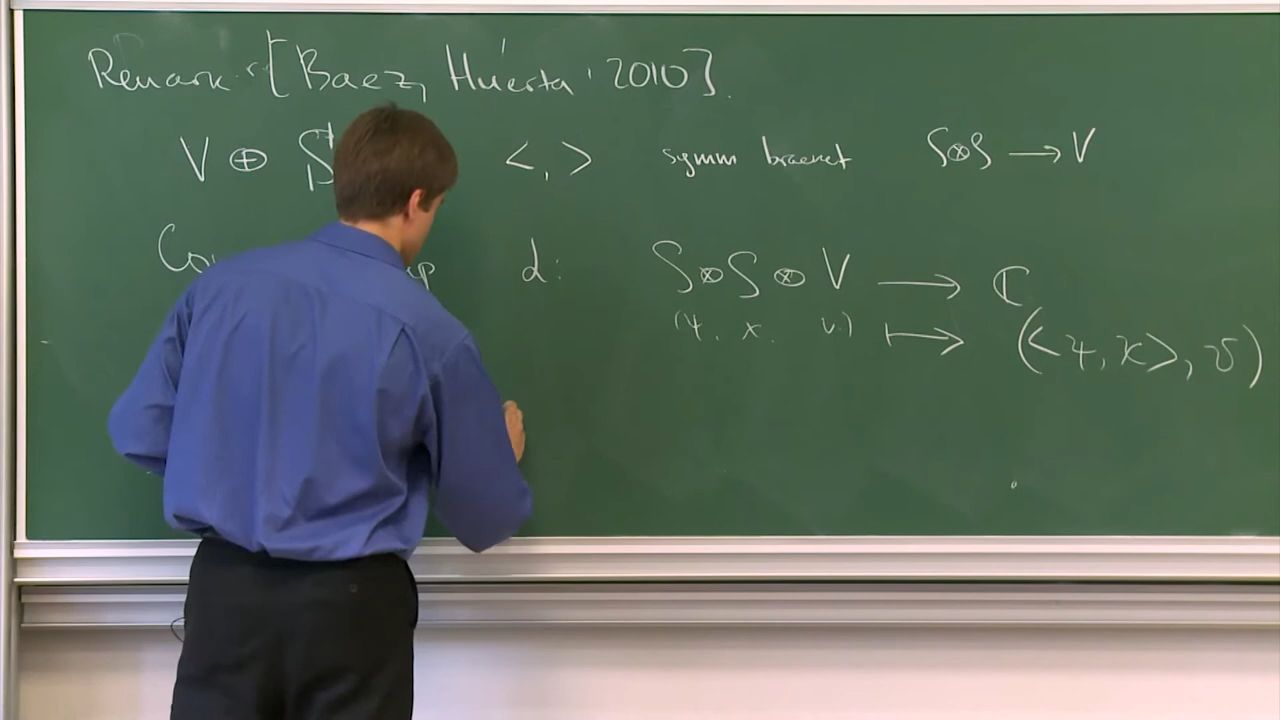 Remark: [Baez, Huerta '2010].
V ⊕ S <,> symm bracket S⊗S → V
d: S⊗S⊗V → ℂ
(ψ, χ, v) ↦ (<ψ, χ>, v)